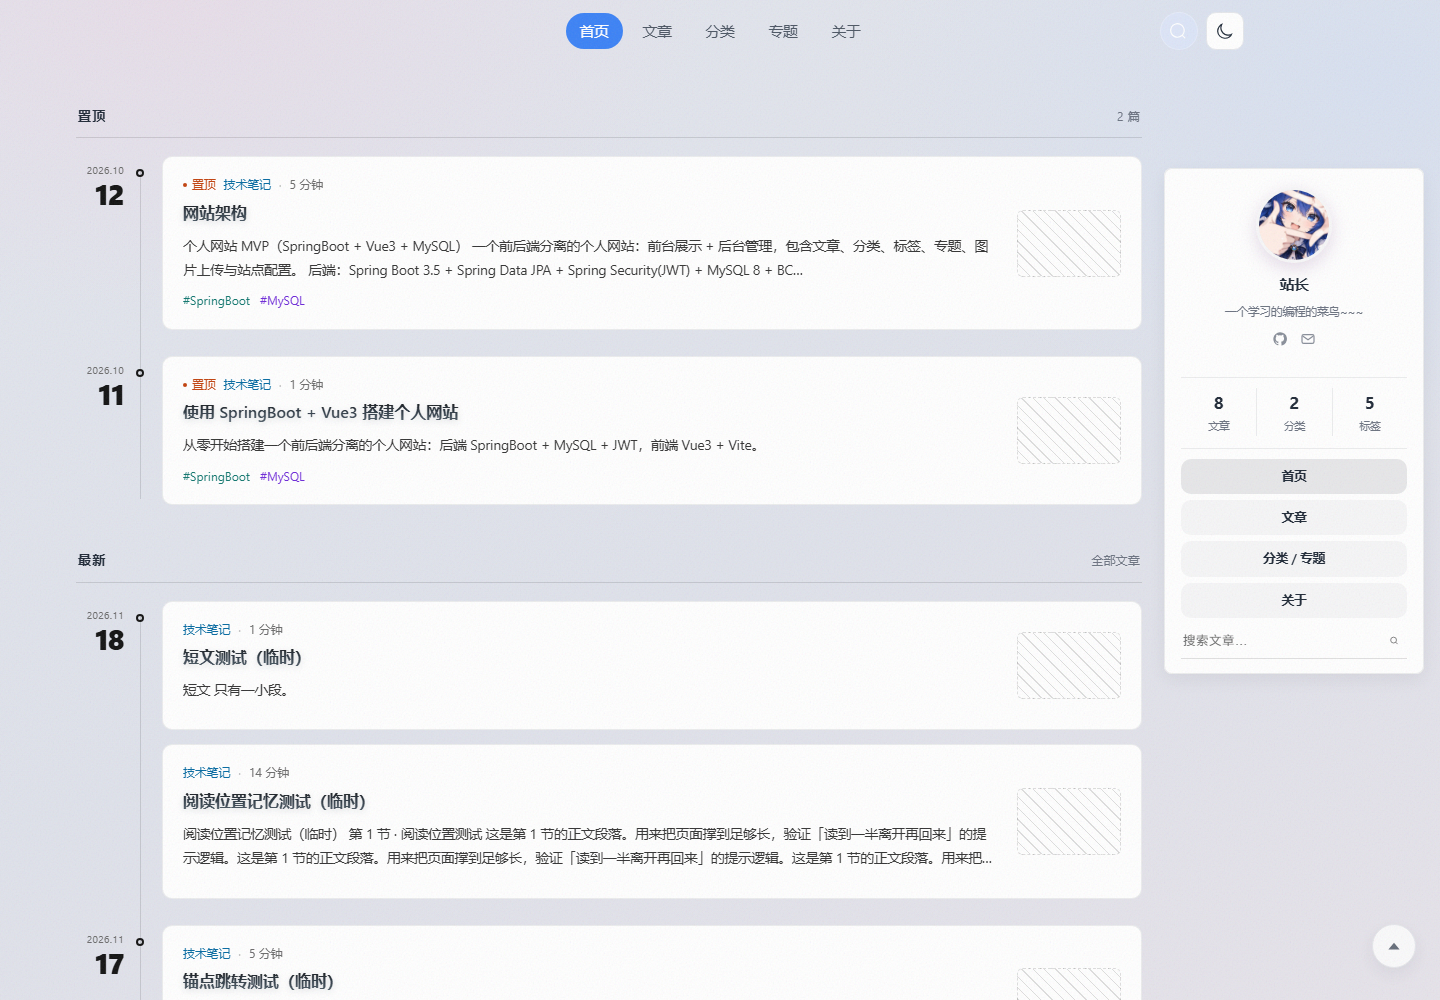 首页 文章 分类 专题 关于
置顶 2 篇
2026.10
12
置顶 技术笔记 · 5 分钟
网站架构
个人网站 MVP（SpringBoot + Vue3 + MySQL） 一个前后端分离的个人网站：前台展示 + 后台管理，包含文章、分类、标签、专题、图
片上传与站点配置。 后端：Spring Boot 3.5 + Spring Data JPA + Spring Security(JWT) + MySQL 8 + BC...
#SpringBoot #MySQL
2026.10
11
置顶 技术笔记 · 1 分钟
使用 SpringBoot + Vue3 搭建个人网站
从零开始搭建一个前后端分离的个人网站：后端 SpringBoot + MySQL + JWT，前端 Vue3 + Vite。
#SpringBoot #MySQL
最新 全部文章
2026.11
18
技术笔记 · 1 分钟
短文测试（临时）
短文 只有一小段。
技术笔记 · 14 分钟
阅读位置记忆测试（临时）
阅读位置记忆测试（临时） 第 1 节 · 阅读位置测试 这是第 1 节的正文段落。用来把页面撑到足够长，验证「读到一半离开再回来」的提
示逻辑。这是第 1 节的正文段落。用来把页面撑到足够长，验证「读到一半离开再回来」的提示逻辑。这是第 1 节的正文段落。用来把...
2026.11
17
技术笔记 · 5 分钟
锚点跳转测试（临时）
站长
一个学习的编程的菜鸟~~~
8 2 5
文章 分类 标签
首页
文章
分类 / 专题
关于
搜索文章...